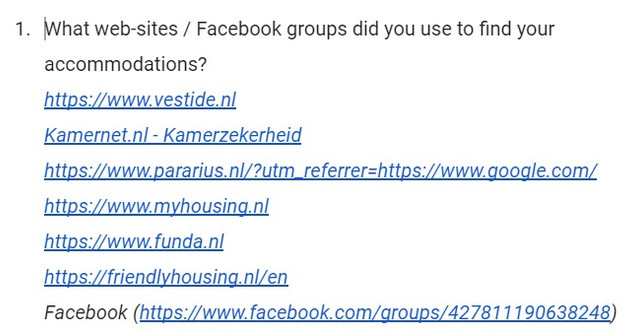 1. What web-sites / Facebook groups did you use to find your
accommodations?
https://www.vestide.nl
Kamernet.nl - Kamerzekerheid
https://www.pararius.nl/?utm_referrer=https://www.google.com/
https://www.myhousing.nl
https://www.funda.nl
https://friendlyhousing.nl/en
Facebook (https://www.facebook.com/groups/427811190638248)